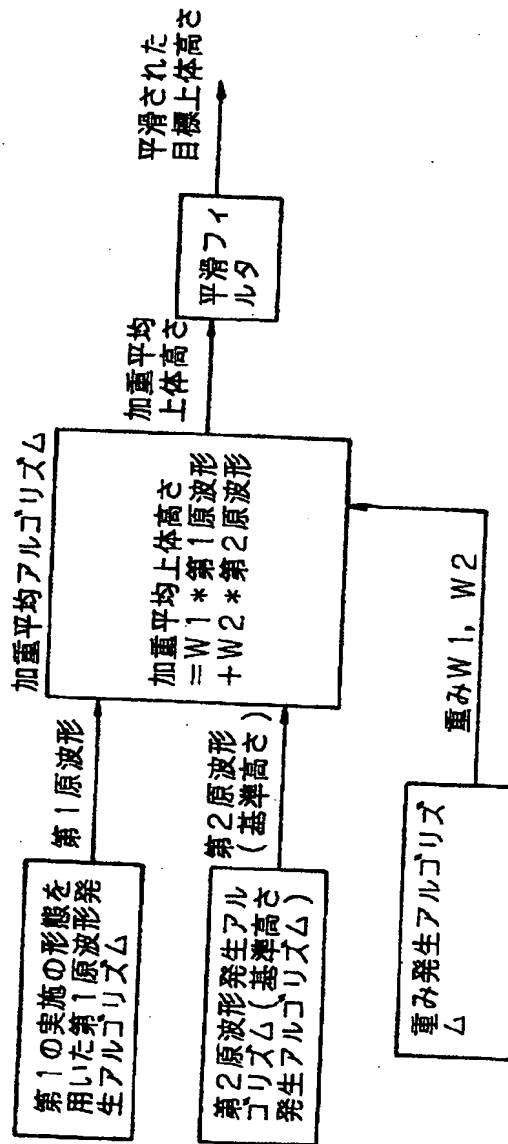 第1の実施の形態を
用いた第1原波形発
生アルゴリズム
第1原波形
第2原波形発生アル
ゴリズム(基準高さ
発生アルゴリズム)
第2原波形
(基準高さ)
重み発生アルゴリズ
ム
重みW1, W2
加重平均アルゴリズム
加重平均上体高さ
=W1*第1原波形
+W2*第2原波形
加重平均
上体高さ
平滑フィ
ルタ
平滑された
目標上体高さ